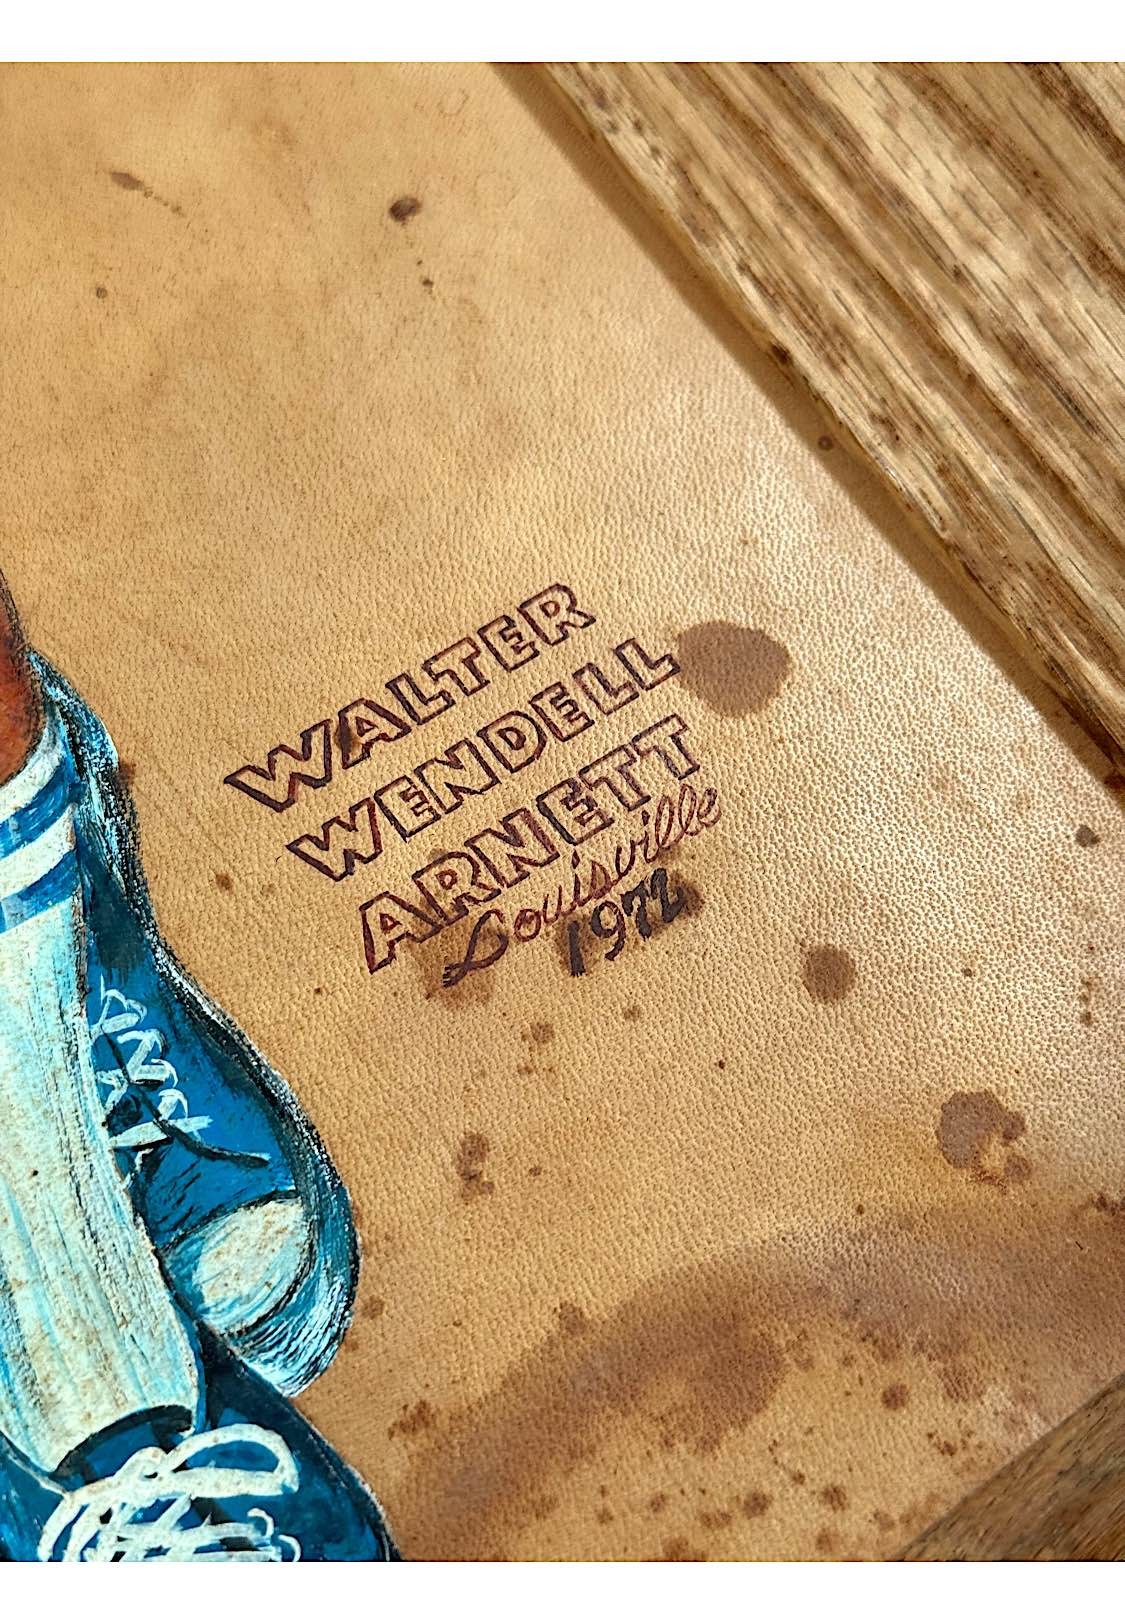 WALTER
WENDELL
ARNETT
Louisville
1972